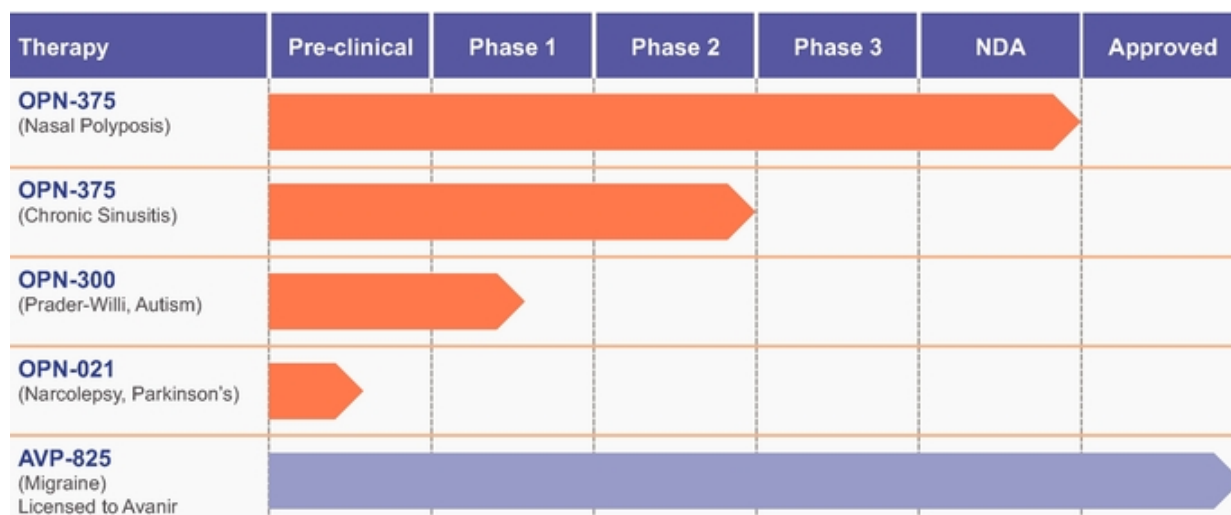 Therapy Pre-clinical Phase 1 Phase 2 Phase 3 NDA Approved
OPN-375
(Nasal Polyposis)
OPN-375
(Chronic Sinusitis)
OPN-300
(Prader-Willi, Autism)
OPN-021
(Narcolepsy, Parkinson's)
AVP-825
(Migraine)
Licensed to Avanir